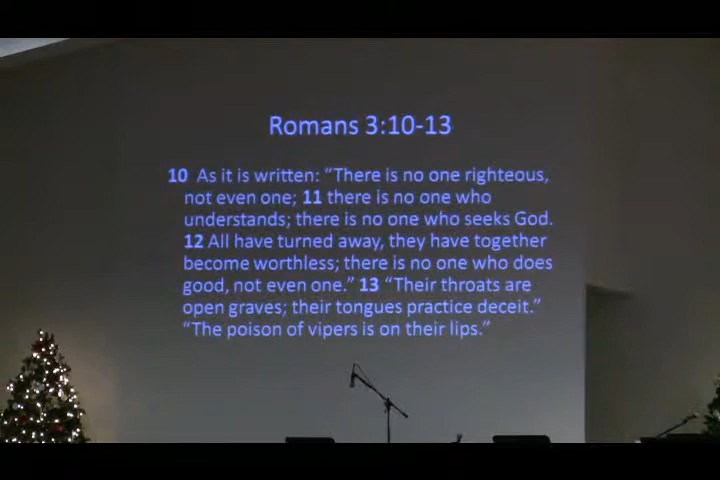 Romans 3:10-13
10 As it is written: “There is no one righteous,
not even one; 11 there is no one who
understands; there is no one who seeks God.
12 All have turned away, they have together
become worthless; there is no one who does
good, not even one.” 13 “Their throats are
open graves; their tongues practice deceit.”
“The poison of vipers is on their lips.”